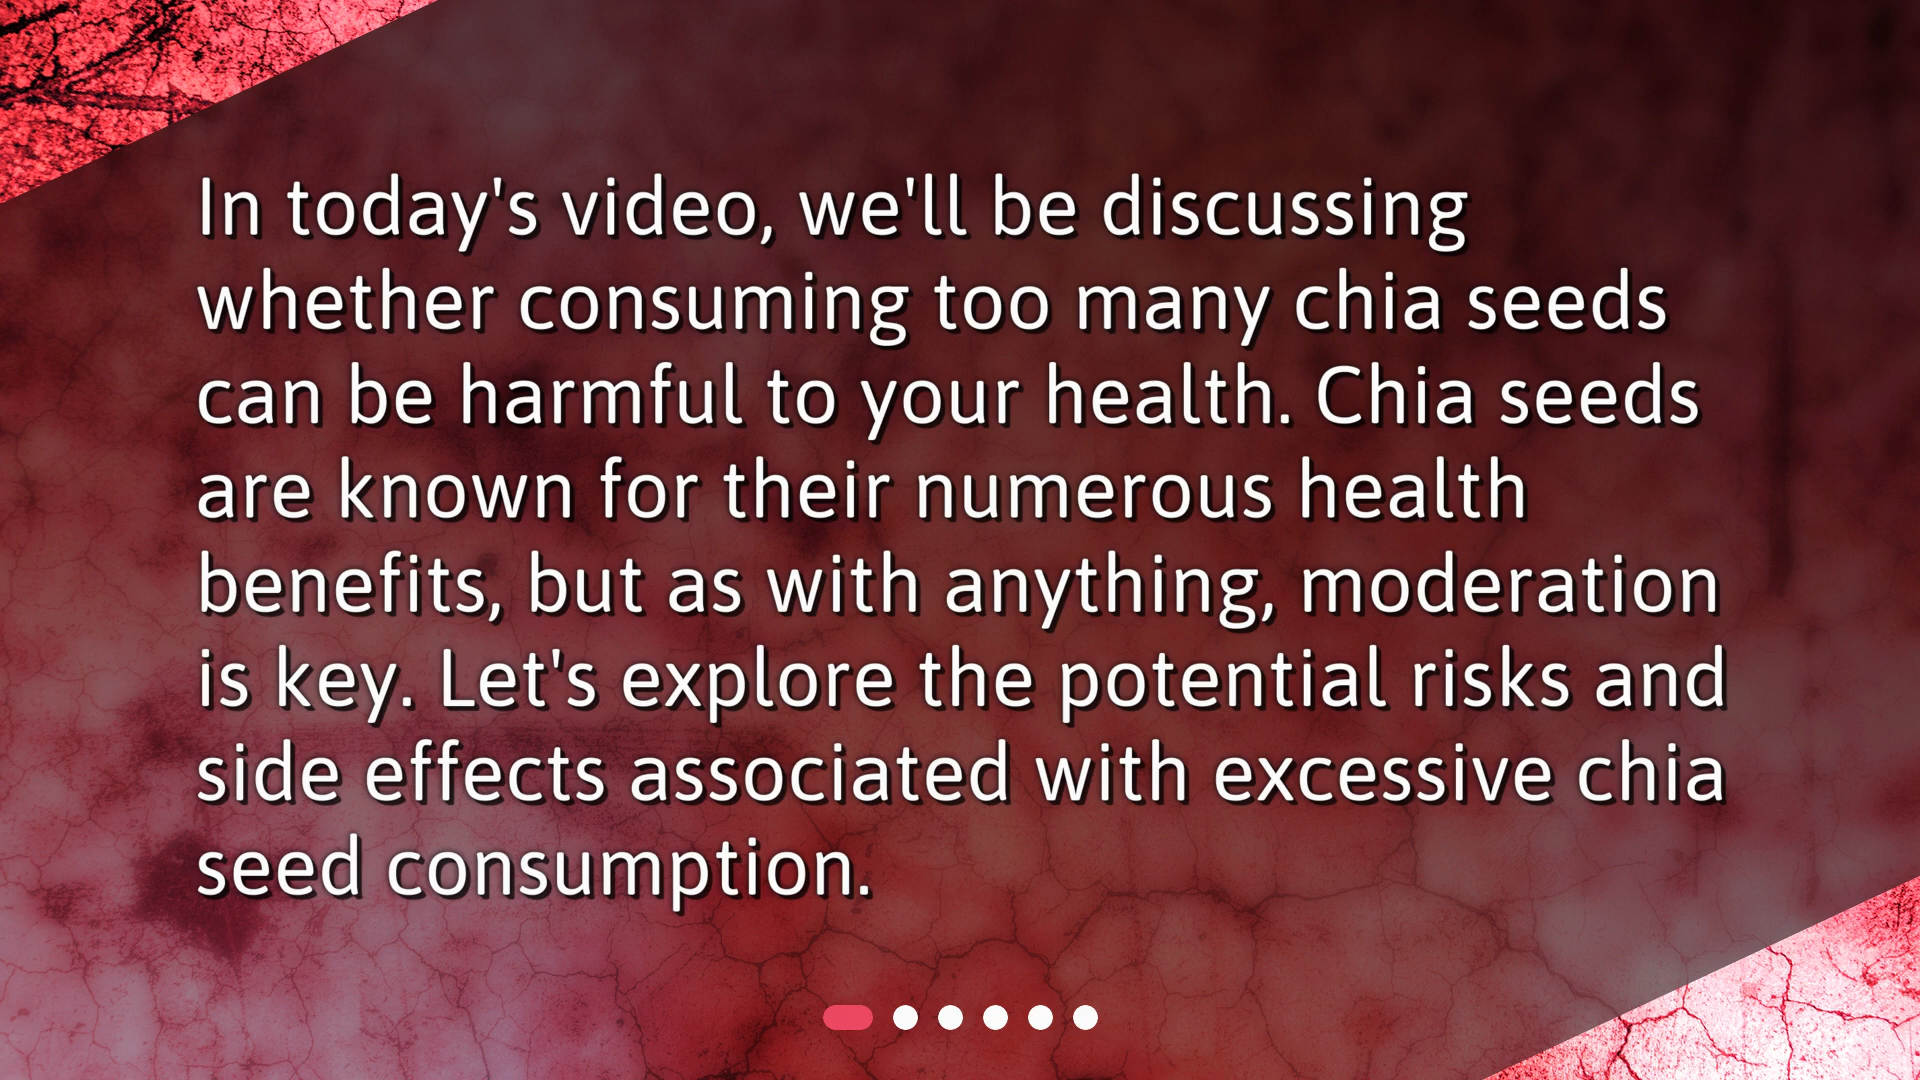 In today's video, we'll be discussing
whether consuming too many chia seeds
can be harmful to your health. Chia seeds
are known for their numerous health
benefits, but as with anything, moderation
is key. Let's explore the potential risks and
side effects associated with excessive chia
seed consumption.